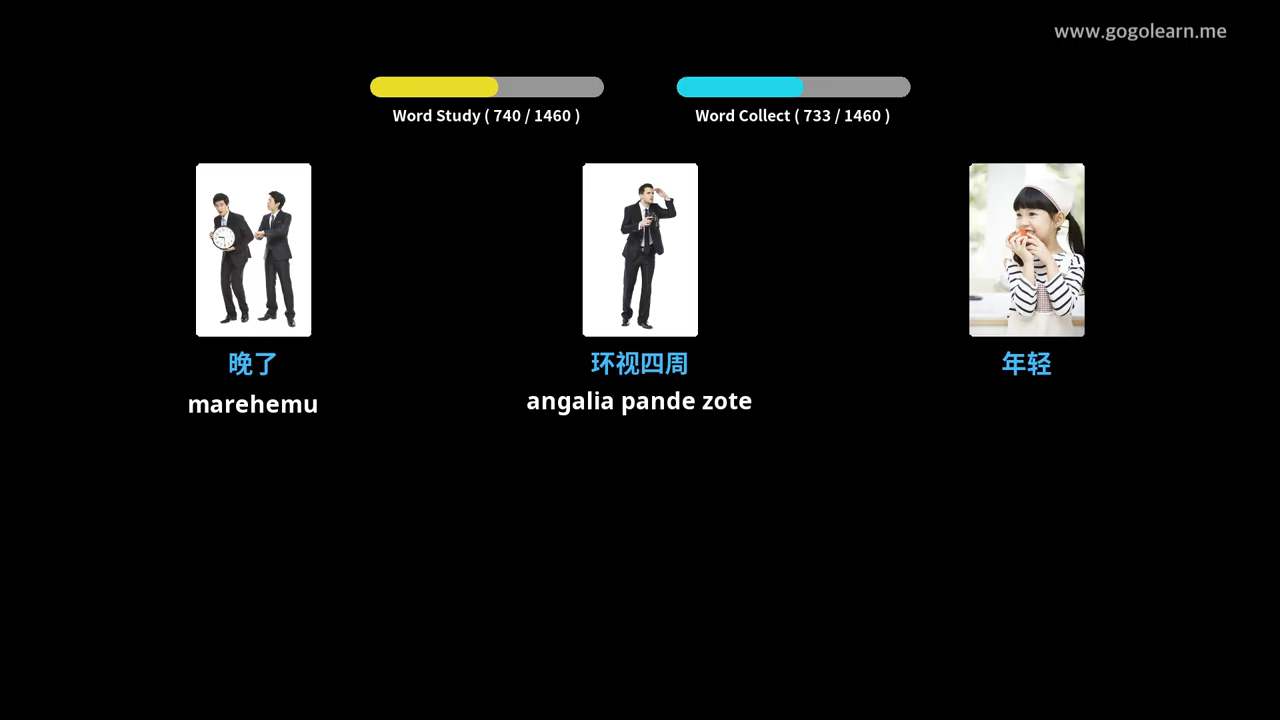 www.gogolearn.me
Word Study ( 740 / 1460 )
Word Collect ( 733 / 1460 )
晚了
环视四周
年轻
marehemu
angalia pande zote